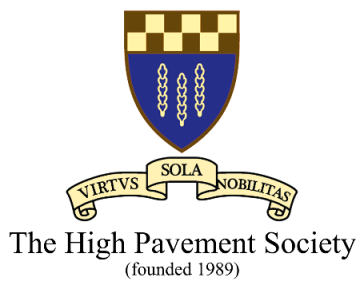 VIRTVS SOLA NOBILITAS
The High Pavement Society
(founded 1989)